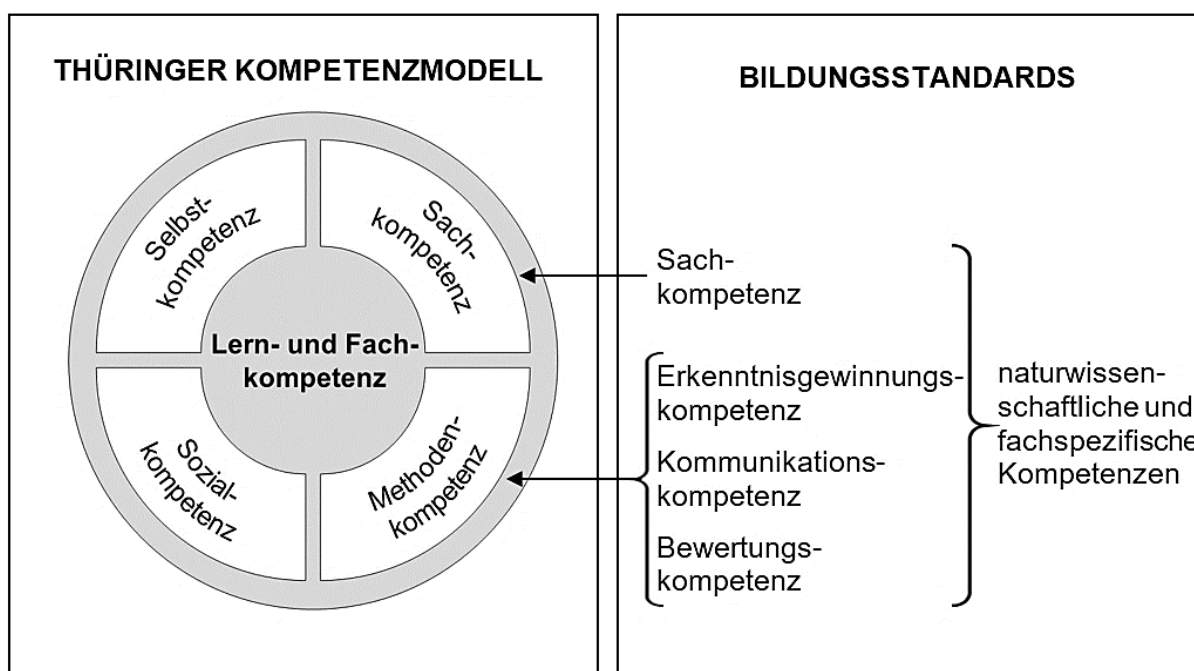 THÜRINGER KOMPETENZMODELL
Selbst-
kompetenz
Sach-
kompetenz
Lern- und Fach-
kompetenz
Sozial-
kompetenz
Methoden-
kompetenz
BILDUNGSSTANDARDS
Sach-
kompetenz
Erkenntnisgewinnungs-
kompetenz
Kommunikations-
kompetenz
Bewertungs-
kompetenz
naturwissen-
schaftliche und
fachspezifische
Kompetenzen